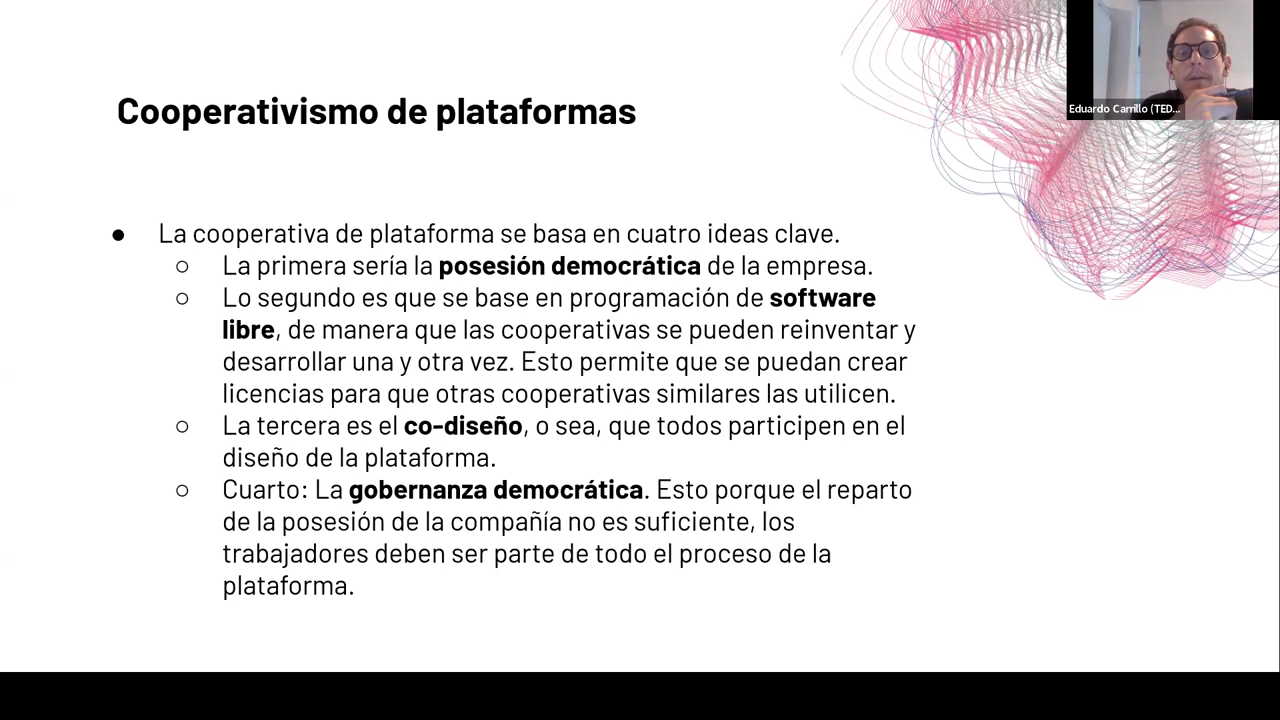 Cooperativismo de plataformas
Eduardo Carrillo (TED...
● La cooperativa de plataforma se basa en cuatro ideas clave.
○ La primera sería la posesión democrática de la empresa.
○ Lo segundo es que se base en programación de software
libre, de manera que las cooperativas se pueden reinventar y
desarrollar una y otra vez. Esto permite que se puedan crear
licencias para que otras cooperativas similares las utilicen.
○ La tercera es el co-diseño, o sea, que todos participen en el
diseño de la plataforma.
○ Cuarto: La gobernanza democrática. Esto porque el reparto
de la posesión de la compañía no es suficiente, los
trabajadores deben ser parte de todo el proceso de la
plataforma.